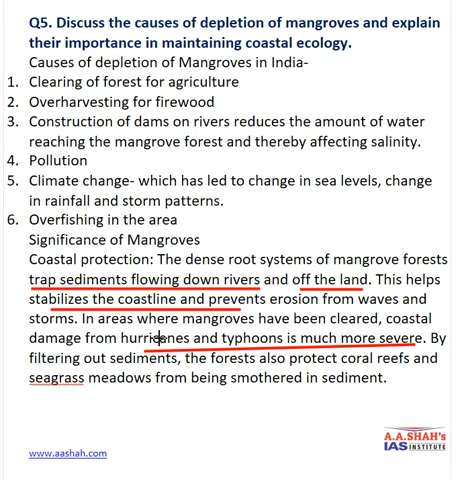 Q5. Discuss the causes of depletion of mangroves and explain
their importance in maintaining coastal ecology.
Causes of depletion of Mangroves in India-
1. Clearing of forest for agriculture
2. Overharvesting for firewood
3. Construction of dams on rivers reduces the amount of water
reaching the mangrove forest and thereby affecting salinity.
4. Pollution
5. Climate change- which has led to change in sea levels, change
in rainfall and storm patterns.
6. Overfishing in the area
Significance of Mangroves
Coastal protection: The dense root systems of mangrove forests
trap sediments flowing down rivers and off the land. This helps
stabilizes the coastline and prevents erosion from waves and
storms. In areas where mangroves have been cleared, coastal
damage from hurricanes and typhoons is much more severe. By
filtering out sediments, the forests also protect coral reefs and
seagrass meadows from being smothered in sediment.
A.A.SHAH's
IAS INSTITUTE
www.aashah.com